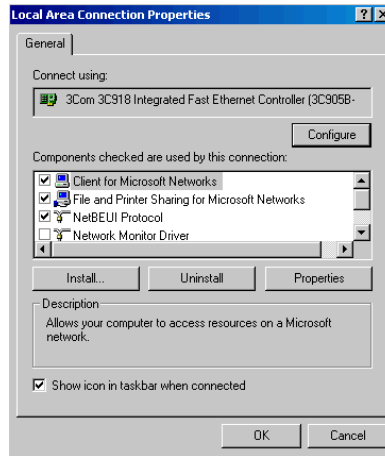 Local Area Connection Properties
General
Connect using:
3Com 3C918 Integrated Fast Ethernet Controller (3C905B-
Configure
Components checked are used by this connection:
Client for Microsoft Networks
File and Printer Sharing for Microsoft Networks
NetBEUI Protocol
Network Monitor Driver
Install... Uninstall Properties
Description
Allows your computer to access resources on a Microsoft
network.
Show icon in taskbar when connected
OK Cancel